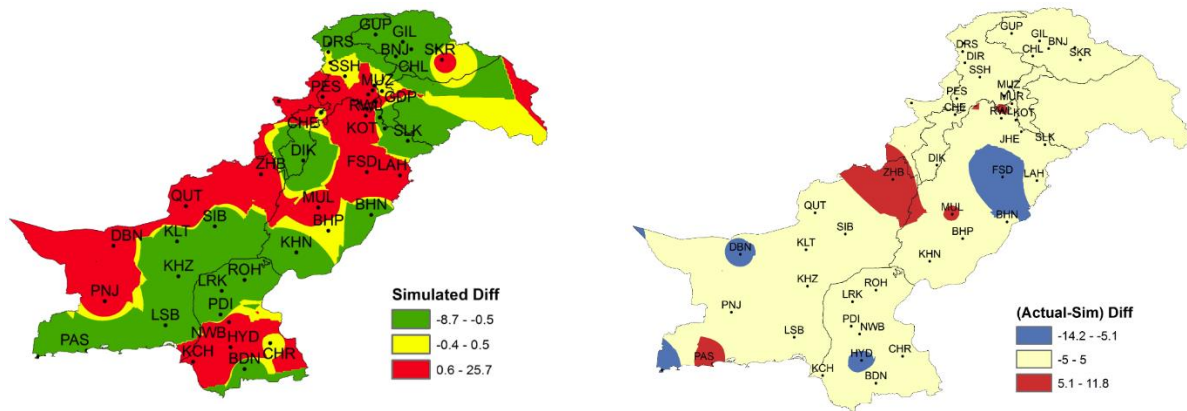 GUP
GIL
DRS
BNJ
SKR
SSH
CHL
PES
MUZ
GDP
RWL
CHE
KOT
SLK
DIK
ZHB
FSD
LAH
QUT
MUL
SIB
BHN
BHP
DBN
KLT
KHN
KHZ
ROH
LRK
PNJ
PDI
LSB
NWB
PAS
HYD
KCH
CHR
BDN
Simulated Diff
-8.7 - -0.5
-0.4 - 0.5
0.6 - 25.7
GUP
DRS
GIL
BNJ
DIR
CHL
SKR
SSH
MUZ
PES
MUR
CHE
RWL
KOT
JHE
SLK
DIK
ZHB
FSD
LAH
QUT
MUL
BHN
SIB
BHP
DBN
KLT
KHN
KHZ
ROH
LRK
PNJ
PDI
NWB
LSB
PAS
HYD
CHR
KCH
BDN
(Actual-Sim) Diff
-14.2 - -5.1
-5 - 5
5.1 - 11.8